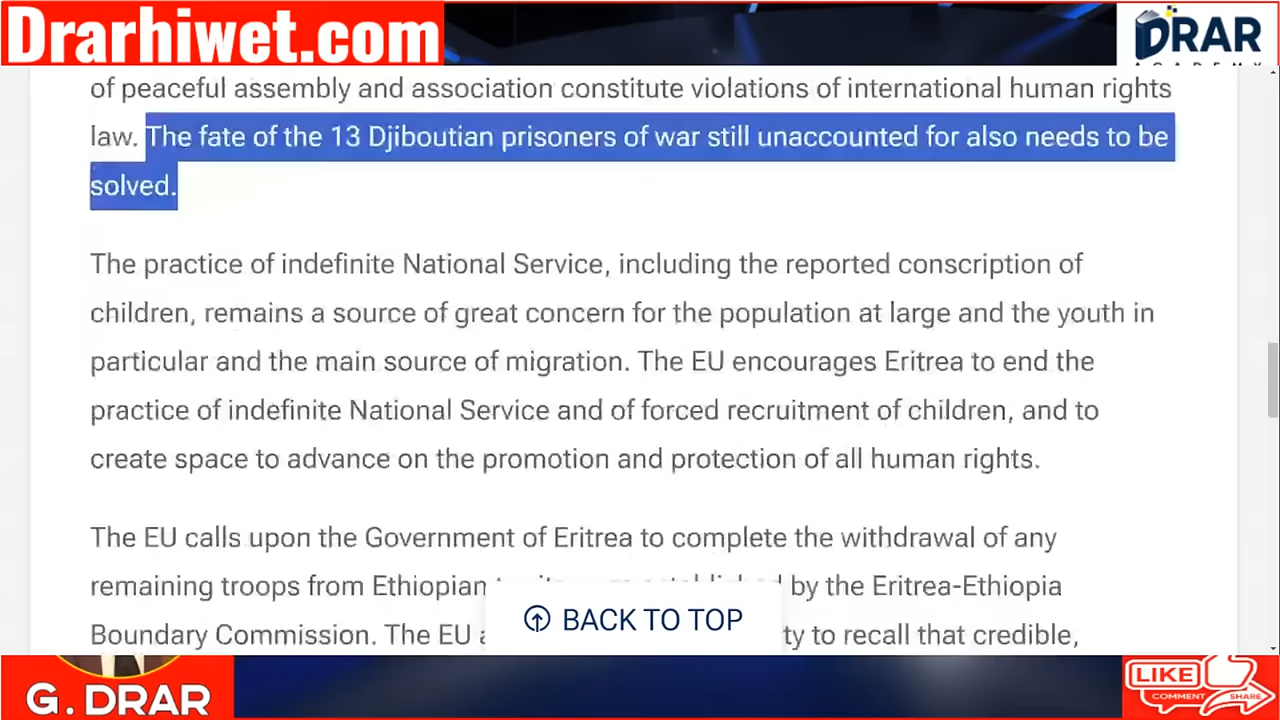 Drarhiwet.com
DRAR
of peaceful assembly and association constitute violations of international human rights
law. The fate of the 13 Djiboutian prisoners of war still unaccounted for also needs to be
solved.
The practice of indefinite National Service, including the reported conscription of
children, remains a source of great concern for the population at large and the youth in
particular and the main source of migration. The EU encourages Eritrea to end the
practice of indefinite National Service and of forced recruitment of children, and to
create space to advance on the promotion and protection of all human rights.
The EU calls upon the Government of Eritrea to complete the withdrawal of any
remaining troops from Ethiopian by the Eritrea-Ethiopia
Boundary Commission. The EU to recall that credible,
BACK TO TOP
G. DRAR
LIKE
COMMENT SHARE